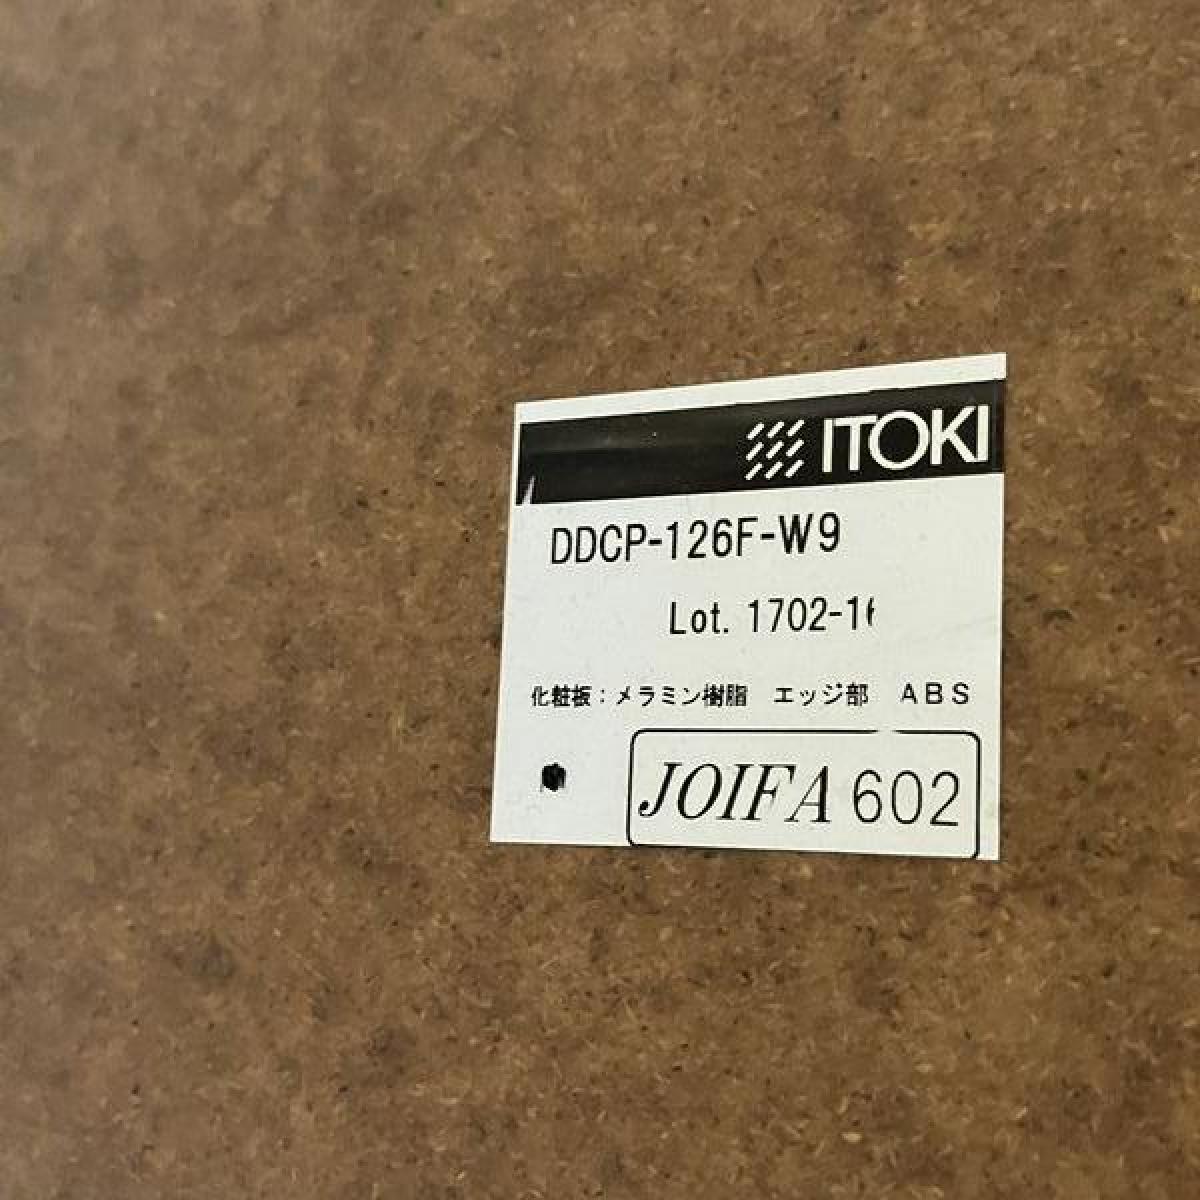 ITOKI
DDCP-126F-W9
Lot. 1702-1
化粧板：メラミン樹脂　エッジ部　ABS
JOIFA 602